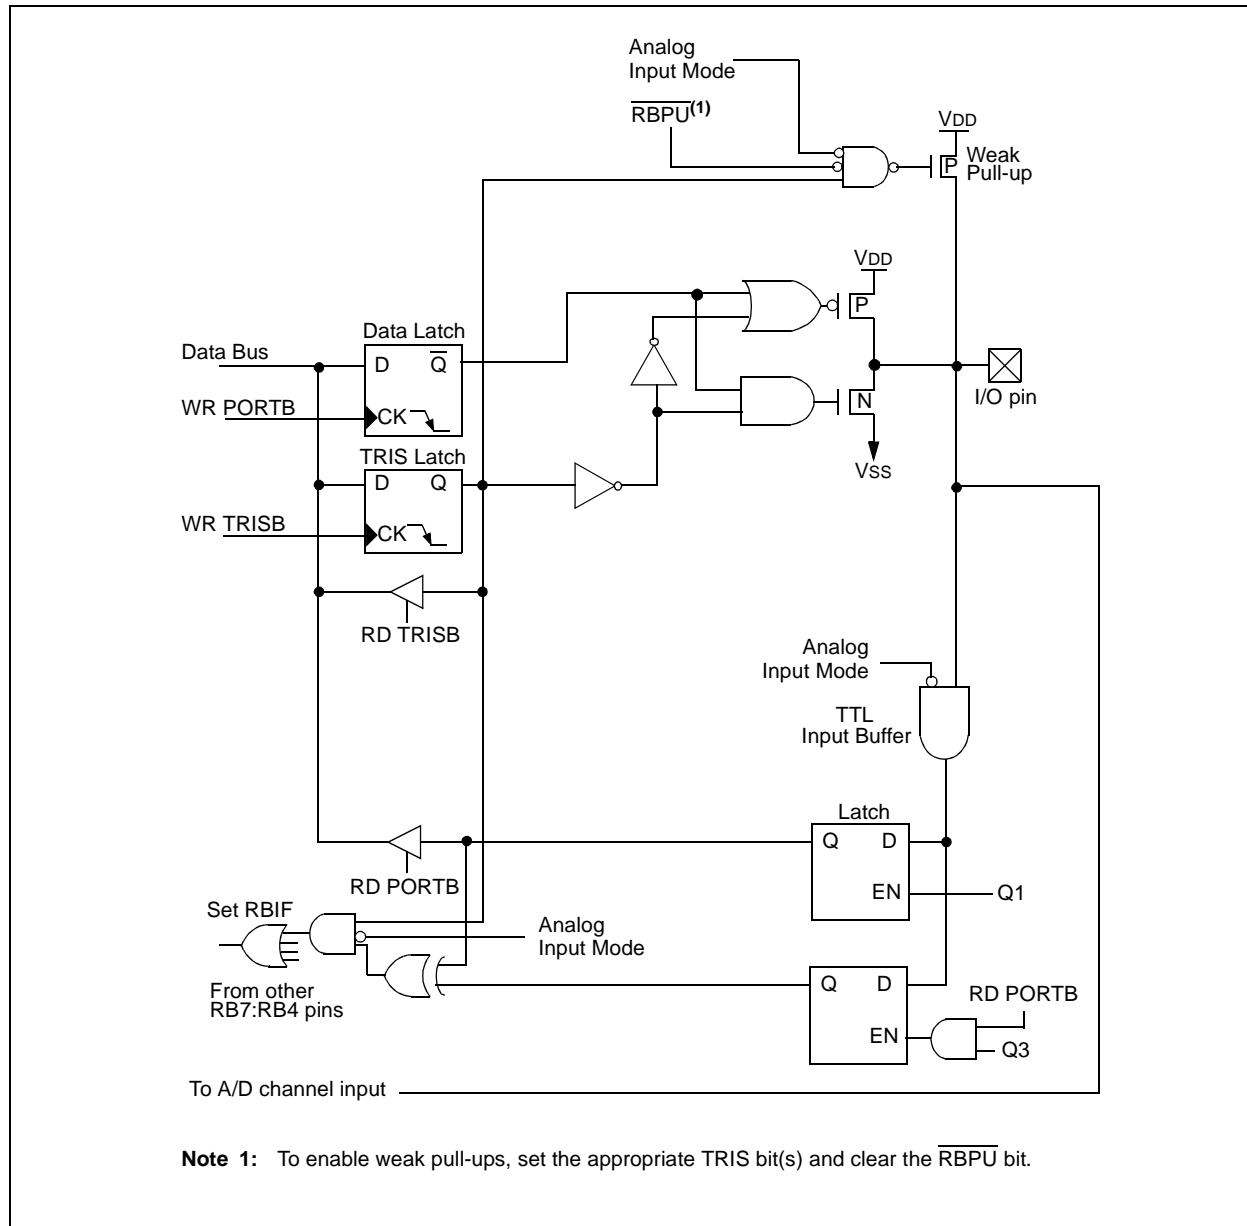 Analog
Input Mode
RBPU(1)
VDD
P
Weak
Pull-up
VDD
P
Data Latch
Data Bus
D
Q
WR PORTB
CK
N
I/O pin
VSS
TRIS Latch
D
Q
WR TRISB
CK
RD TRISB
Analog
Input Mode
TTL
Input Buffer
Latch
Q
D
EN
Q1
RD PORTB
Set RBIF
Analog
Input Mode
From other
RB7:RB4 pins
Q
D
RD PORTB
EN
Q3
To A/D channel input
Note 1: To enable weak pull-ups, set the appropriate TRIS bit(s) and clear the RBPU bit.